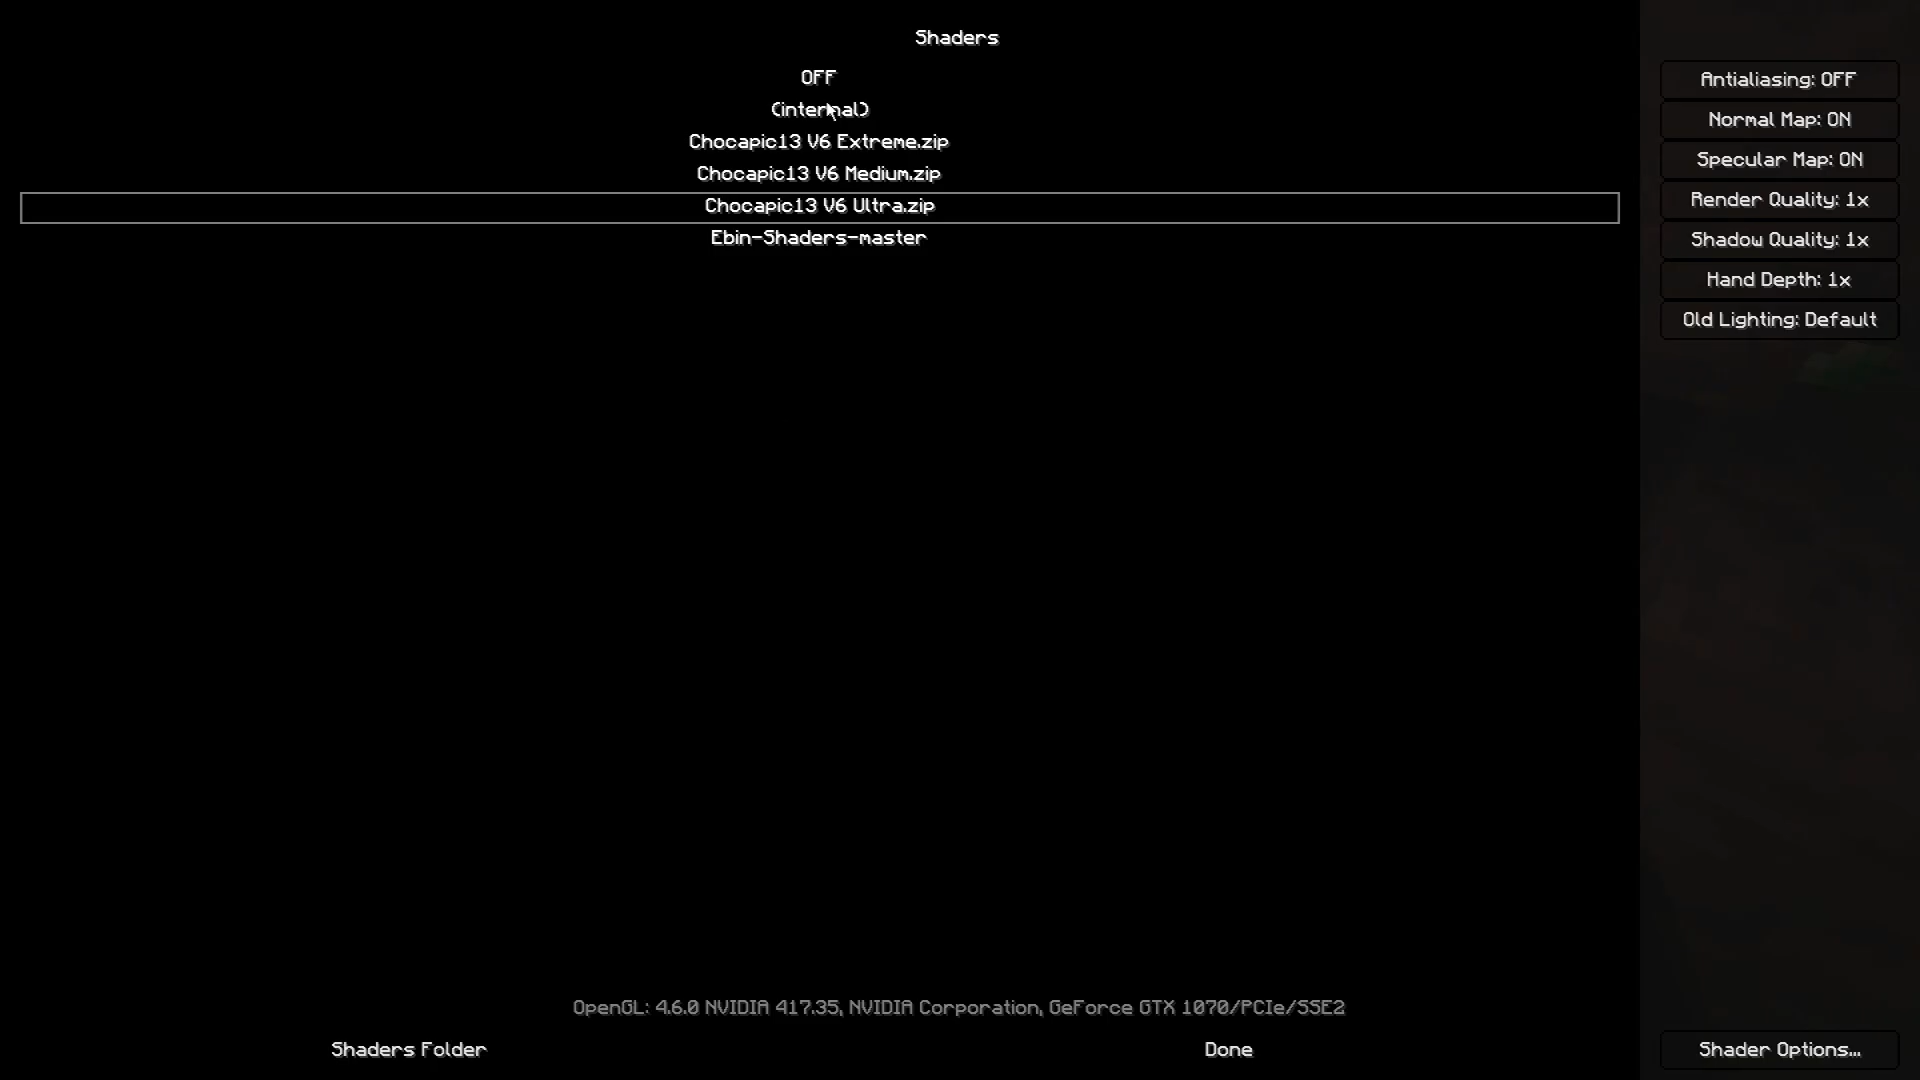 Shaders
OFF
(internal)
Chocapic13 V6 Extreme.zip
Chocapic13 V6 Medium.zip
Chocapic13 V6 Ultra.zip
Ebin-Shaders-master
Antialiasing: OFF
Normal Map: ON
Specular Map: ON
Render Quality: 1x
Shadow Quality: 1x
Hand Depth: 1x
Old Lighting: Default
OpenGL: 4.6.0 NVIDIA 417.35, NVIDIA Corporation, GeForce GTX 1070/PCIe/SSE2
Shaders Folder
Done
Shader Options...